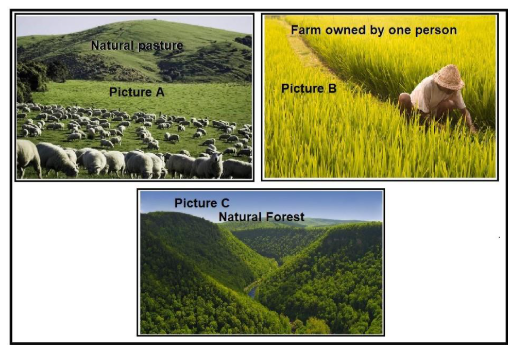 Natural pasture
Picture A
Farm owned by one person
Picture B
Picture C
Natural Forest